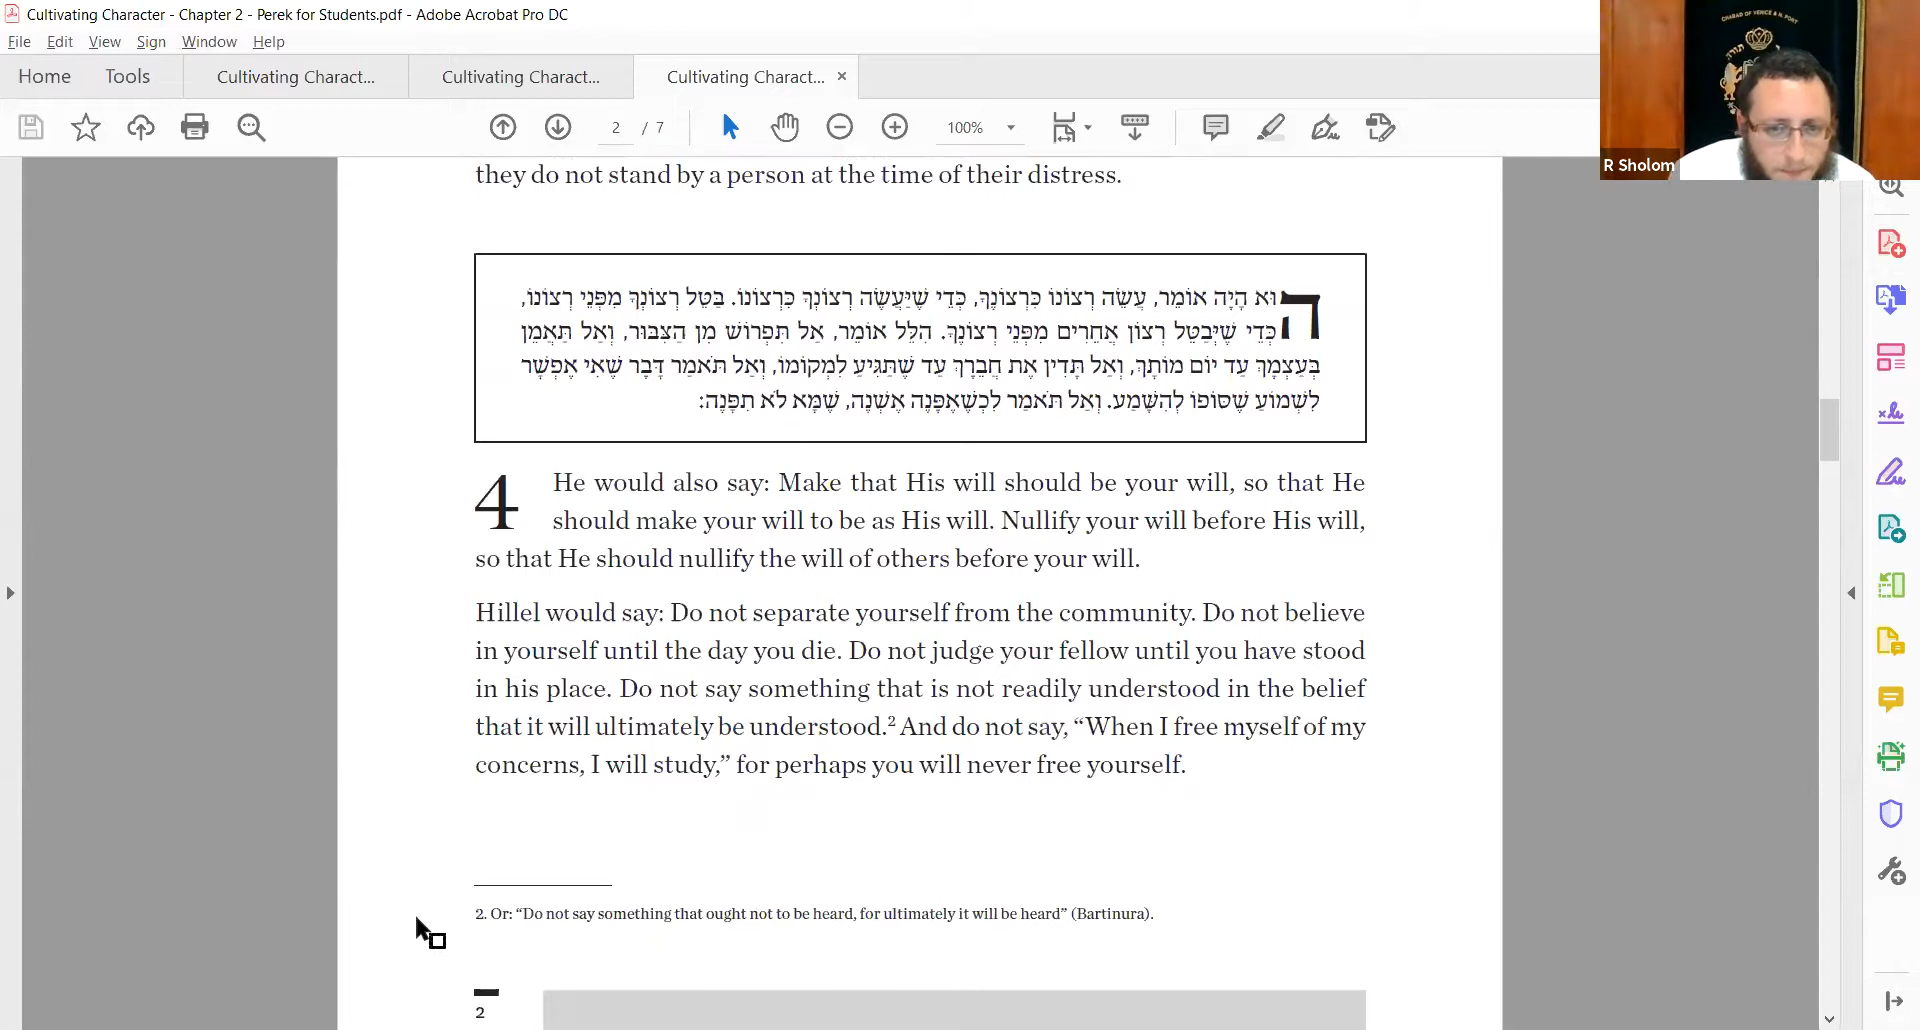 Cultivating Character - Chapter 2 - Perek for Students.pdf - Adobe Acrobat Pro DC
File Edit View Sign Window Help
Home Tools Cultivating Charact... Cultivating Charact... Cultivating Charact... ×
2 / 7 100%
CHABAD OF VENICE & N. PORT
R Sholom
they do not stand by a person at the time of their distress.
הוּא הָיָה אוֹמֵר, עֲשֵׂה רְצוֹנוֹ כִּרְצוֹנֶךָ, כְּדֵי שֶׁיַּעֲשֶׂה רְצוֹנְךָ כִּרְצוֹנוֹ. בַּטֵּל רְצוֹנְךָ מִפְּנֵי רְצוֹנוֹ,
כְּדֵי שֶׁיְּבַטֵּל רְצוֹן אֲחֵרִים מִפְּנֵי רְצוֹנֶךָ. הִלֵּל אוֹמֵר, אַל תִּפְרוֹשׁ מִן הַצִּבּוּר, וְאַל תַּאֲמֵן
בְּעַצְמְךָ עַד יוֹם מוֹתָךְ, וְאַל תָּדִין אֶת חֲבֵרָךְ עַד שֶׁתַּגִּיעַ לִמְקוֹמוֹ, וְאַל תֹּאמַר דָּבָר שֶׁאִי אֶפְשָׁר
לִשְׁמוֹעַ שֶׁסּוֹפוֹ לְהִשָּׁמַע. וְאַל תֹּאמַר לִכְשֶׁאֶפָּנֶה אֶשְׁנֶה, שֶׁמָּא לֹא תִפָּנֶה:
4 He would also say: Make that His will should be your will, so that He
should make your will to be as His will. Nullify your will before His will,
so that He should nullify the will of others before your will.
Hillel would say: Do not separate yourself from the community. Do not believe
in yourself until the day you die. Do not judge your fellow until you have stood
in his place. Do not say something that is not readily understood in the belief
that it will ultimately be understood.² And do not say, “When I free myself of my
concerns, I will study,” for perhaps you will never free yourself.
2. Or: “Do not say something that ought not to be heard, for ultimately it will be heard” (Bartinura).
2